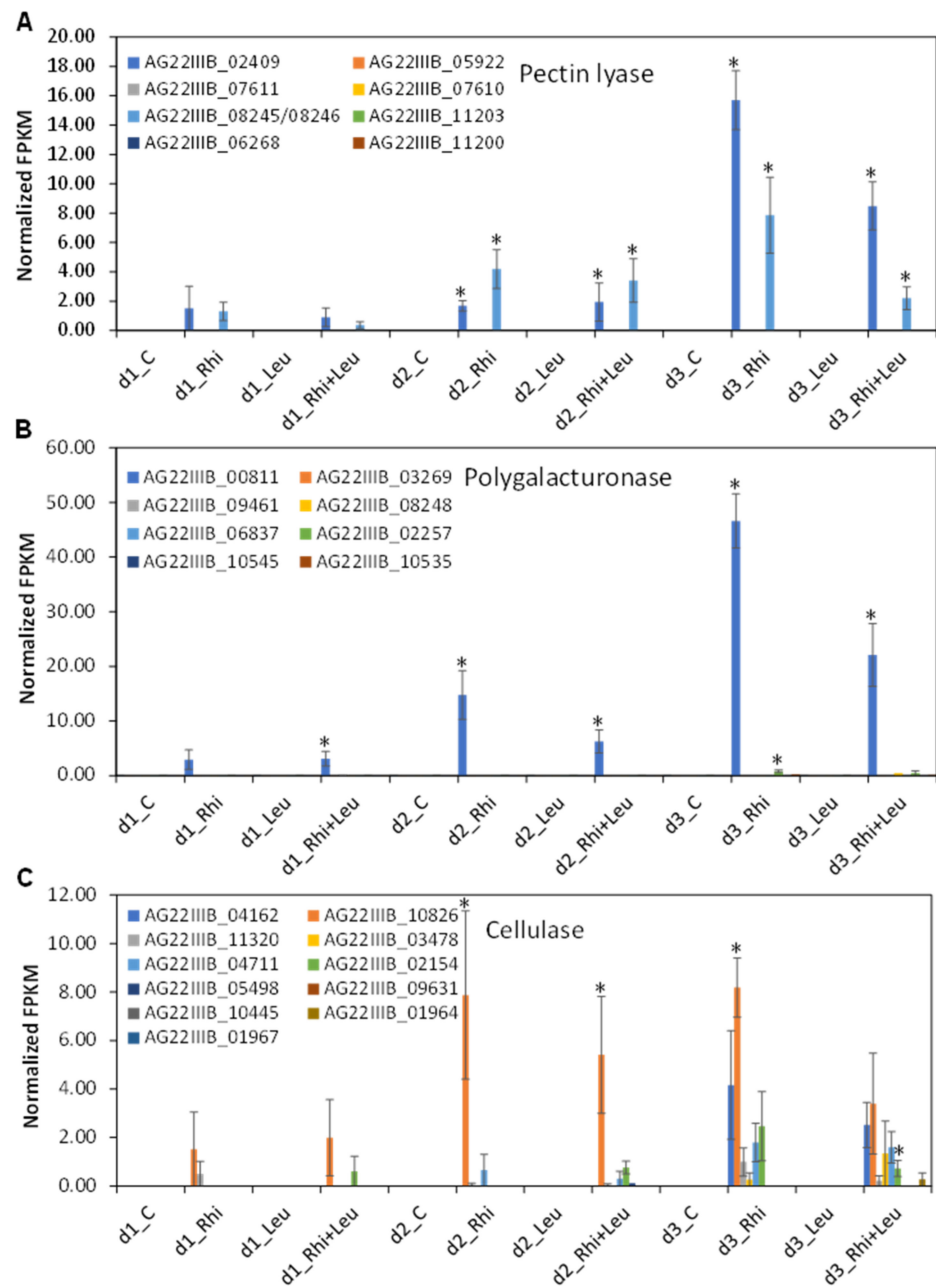 A
20.00
18.00
16.00
14.00
12.00
10.00
8.00
6.00
4.00
2.00
0.00
Normalized FPKM
AG22IIIB_02409 AG22IIIB_05922
AG22IIIB_07611 AG22IIIB_07610
AG22IIIB_08245/08246 AG22IIIB_11203
AG22IIIB_06268 AG22IIIB_11200
Pectin lyase
* * * * * * * *
d1_C d1_Rhi d1_Leu d1_Rhi+Leu d2_C d2_Rhi d2_Leu d2_Rhi+Leu d3_C d3_Rhi d3_Leu d3_Rhi+Leu
B
60.00
50.00
40.00
30.00
20.00
10.00
0.00
Normalized FPKM
AG22IIIB_00811 AG22IIIB_03269
AG22IIIB_09461 AG22IIIB_08248
AG22IIIB_06837 AG22IIIB_02257
AG22IIIB_10545 AG22IIIB_10535
Polygalacturonase
* * * * * *
d1_C d1_Rhi d1_Leu d1_Rhi+Leu d2_C d2_Rhi d2_Leu d2_Rhi+Leu d3_C d3_Rhi d3_Leu d3_Rhi+Leu
C
12.00
10.00
8.00
6.00
4.00
2.00
0.00
Normalized FPKM
AG22IIIB_04162 AG22IIIB_10826
AG22IIIB_11320 AG22IIIB_03478
AG22IIIB_04711 AG22IIIB_02154
AG22IIIB_05498 AG22IIIB_09631
AG22IIIB_10445 AG22IIIB_01964
AG22IIIB_01967
Cellulase
* * * *
d1_C d1_Rhi d1_Leu d1_Rhi+Leu d2_C d2_Rhi d2_Leu d2_Rhi+Leu d3_C d3_Rhi d3_Leu d3_Rhi+Leu